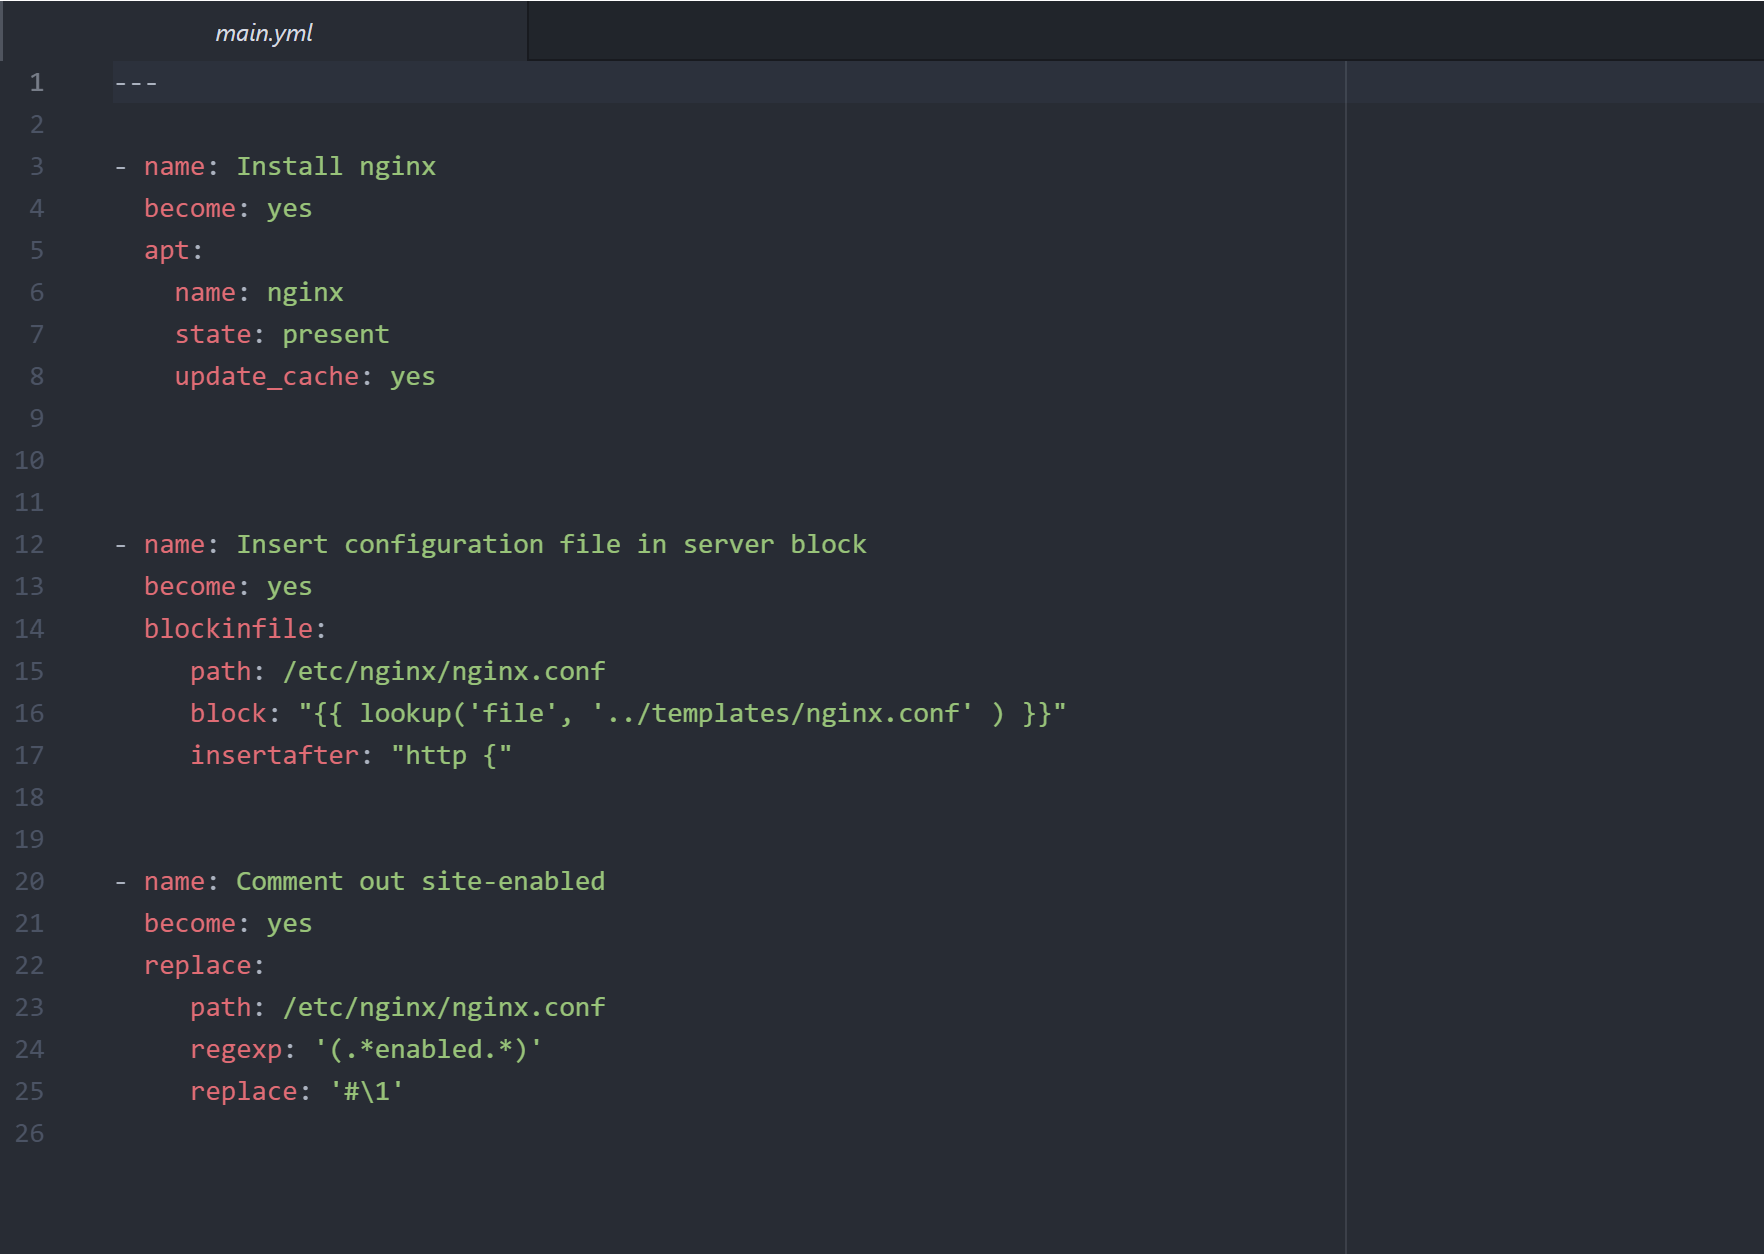 main.yml
1 ---
2
3 - name: Install nginx
4   become: yes
5   apt:
6     name: nginx
7     state: present
8     update_cache: yes
9
10
11
12 - name: Insert configuration file in server block
13   become: yes
14   blockinfile:
15      path: /etc/nginx/nginx.conf
16      block: "{{ lookup('file', '../templates/nginx.conf' ) }}"
17      insertafter: "http {"
18
19
20 - name: Comment out site-enabled
21   become: yes
22   replace:
23      path: /etc/nginx/nginx.conf
24      regexp: '(.*enabled.*)'
25      replace: '#\1'
26